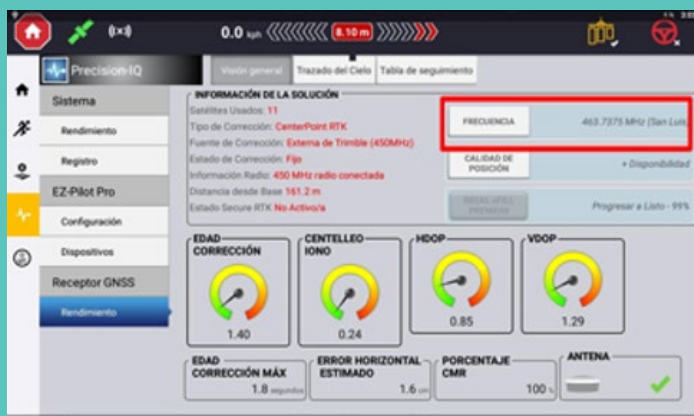 0.0 kph
8.10 m
Precision-IQ
Visión general
Trazado del Cielo
Tabla de seguimiento
Sistema
Rendimiento
Registro
EZ-Pilot Pro
Configuración
Dispositivos
Receptor GNSS
Rendimiento
INFORMACIÓN DE LA SOLUCIÓN
Satélites Usados: 11
Tipo de Corrección: CenterPoint RTK
Fuente de Corrección: Externa de Trimble (450MHz)
Estado de Corrección: Fijo
Información Radio: 450 MHz radio conectada
Distancia desde Base 161.2 m
Estado Secure RTK No Activo/a
FRECUENCIA
463.7375 MHz (San Luis,
CALIDAD DE
POSICIÓN
+ Disponibilidad
PREMIUM
Progresar a Listo - 99%
EDAD
CORRECCIÓN
1.40
CENTELLEO
IONO
0.24
HDOP
0.85
VDOP
1.29
EDAD
CORRECCIÓN MÁX
1.8 segundos
ERROR HORIZONTAL
ESTIMADO
1.6 cm
PORCENTAJE
CMR
100 %
ANTENA